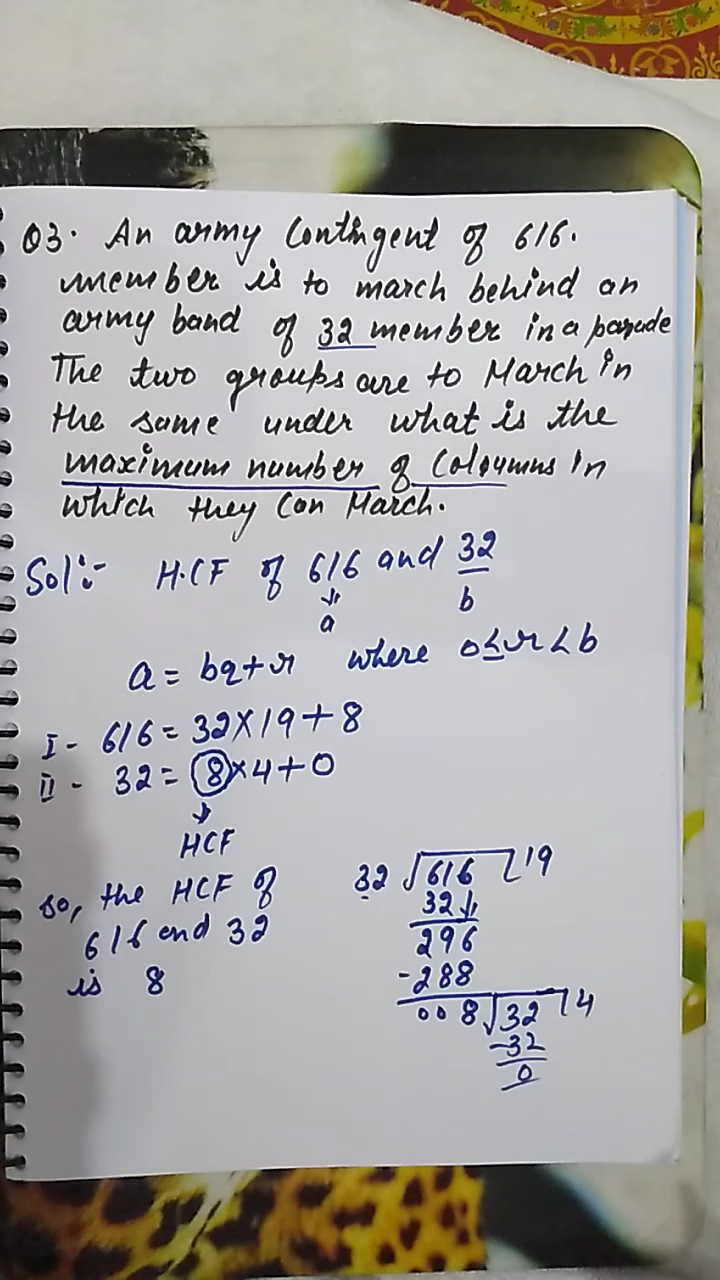 Q3. An army Contingent of 616.
member is to march behind an
army band of 32 member in a parade
The two groups are to March in
the same under what is the
maximum number of Coloumns in
which they Can March.
Sol:- H.C.F of 616 and 32
a b
a = bq+r where 0≤r<b
I- 616 = 32×19+8
II- 32 = 8×4+0
HCF
so, the HCF of
616 and 32
is 8
32 √616 19
32↓
296
-288
008 √32 4
-32
0